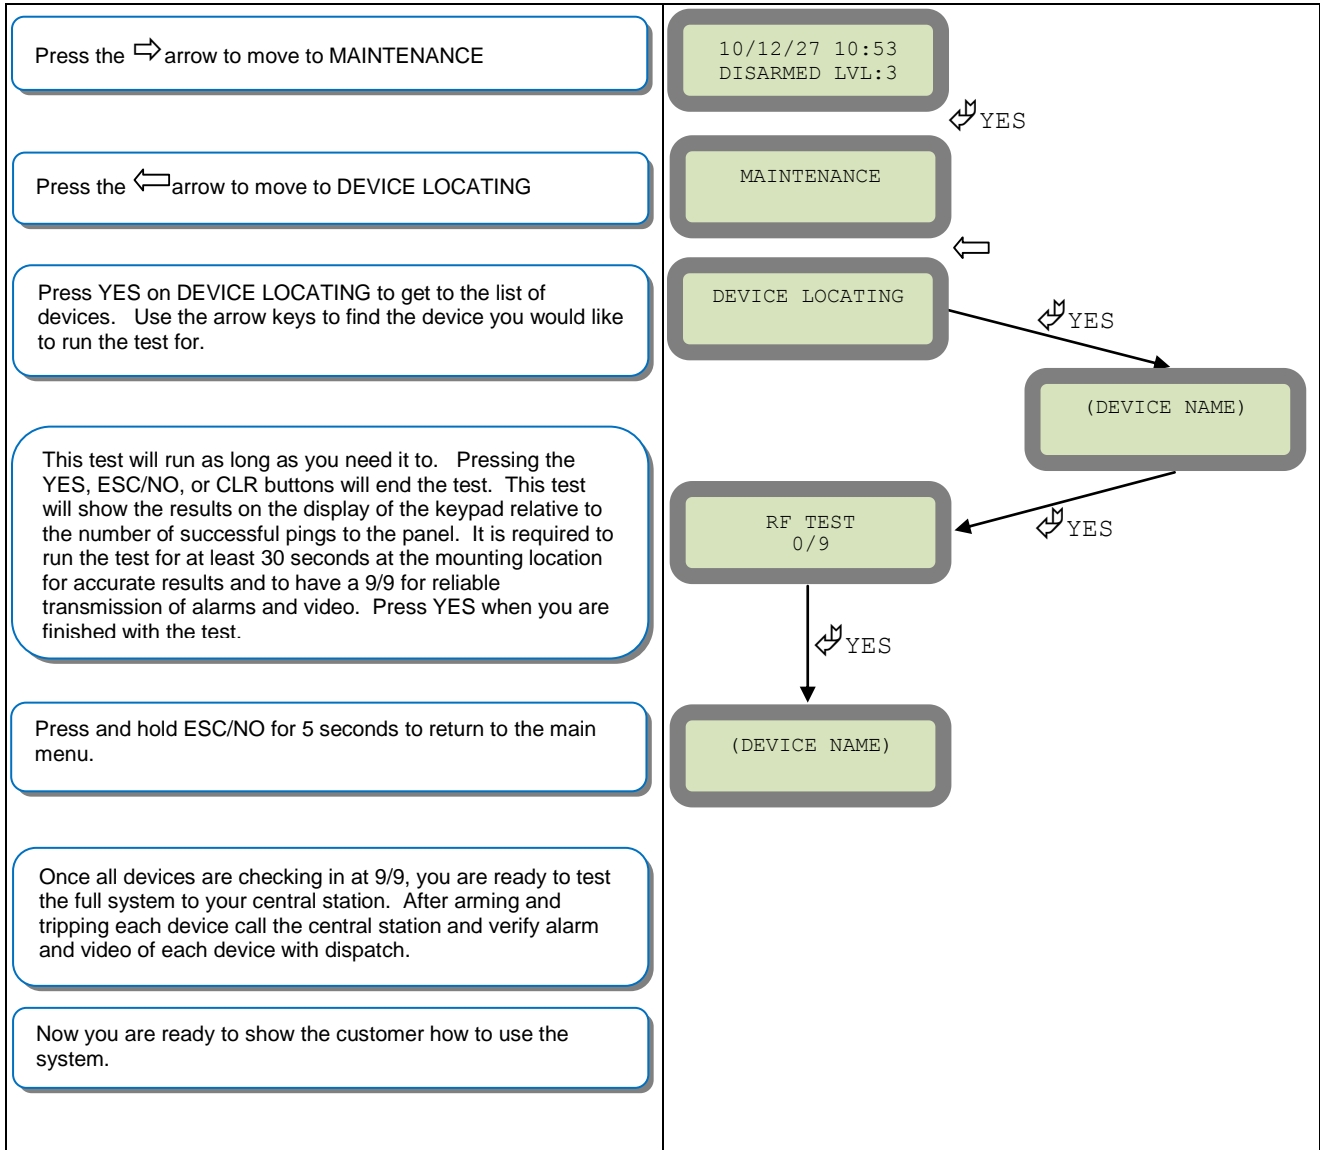 Press the ⇨ arrow to move to MAINTENANCE
10/12/27 10:53
DISARMED LVL:3
YES
Press the ⇦ arrow to move to DEVICE LOCATING
MAINTENANCE
⇦
Press YES on DEVICE LOCATING to get to the list of
devices. Use the arrow keys to find the device you would like
to run the test for.
DEVICE LOCATING
YES
(DEVICE NAME)
YES
This test will run as long as you need it to. Pressing the
YES, ESC/NO, or CLR buttons will end the test. This test
will show the results on the display of the keypad relative to
the number of successful pings to the panel. It is required to
run the test for at least 30 seconds at the mounting location
for accurate results and to have a 9/9 for reliable
transmission of alarms and video. Press YES when you are
finished with the test.
RF TEST
0/9
YES
Press and hold ESC/NO for 5 seconds to return to the main
menu.
(DEVICE NAME)
Once all devices are checking in at 9/9, you are ready to test
the full system to your central station. After arming and
tripping each device call the central station and verify alarm
and video of each device with dispatch.
Now you are ready to show the customer how to use the
system.